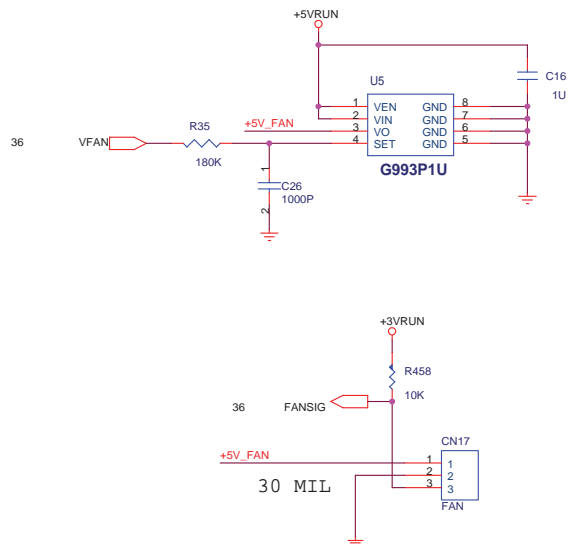 +5VRUN
U5
C16
1U
1 VEN GND 8
2 VIN GND 7
+5V_FAN 3 VO GND 6
4 SET GND 5
G993P1U
36 VFAN R35
180K
1
C26
1000P
2
+3VRUN
R458
10K
36 FANSIG
CN17
+5V_FAN 1 1
2 2
3 3
30 MIL
FAN